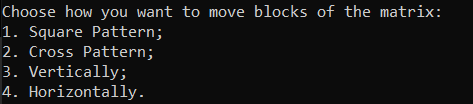 Choose how you want to move blocks of the matrix:
1. Square Pattern;
2. Cross Pattern;
3. Vertically;
4. Horizontally.